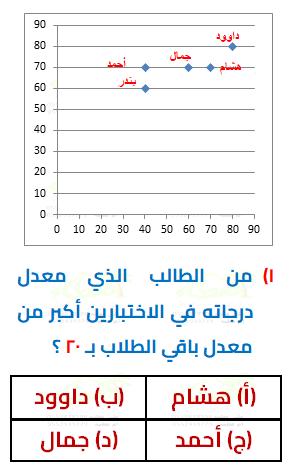 90
80
70
60
50
40
30
20
10
0
داوود
جمال
أحمد
هشام
بندر
0 10 20 30 40 50 60 70 80 90
١) من الطالب الذي معدل
درجاته في الاختبارين أكبر من
معدل باقي الطلاب بـ ٢٠ ؟
(أ) هشام (ب) داوود
(ج) أحمد (د) جمال